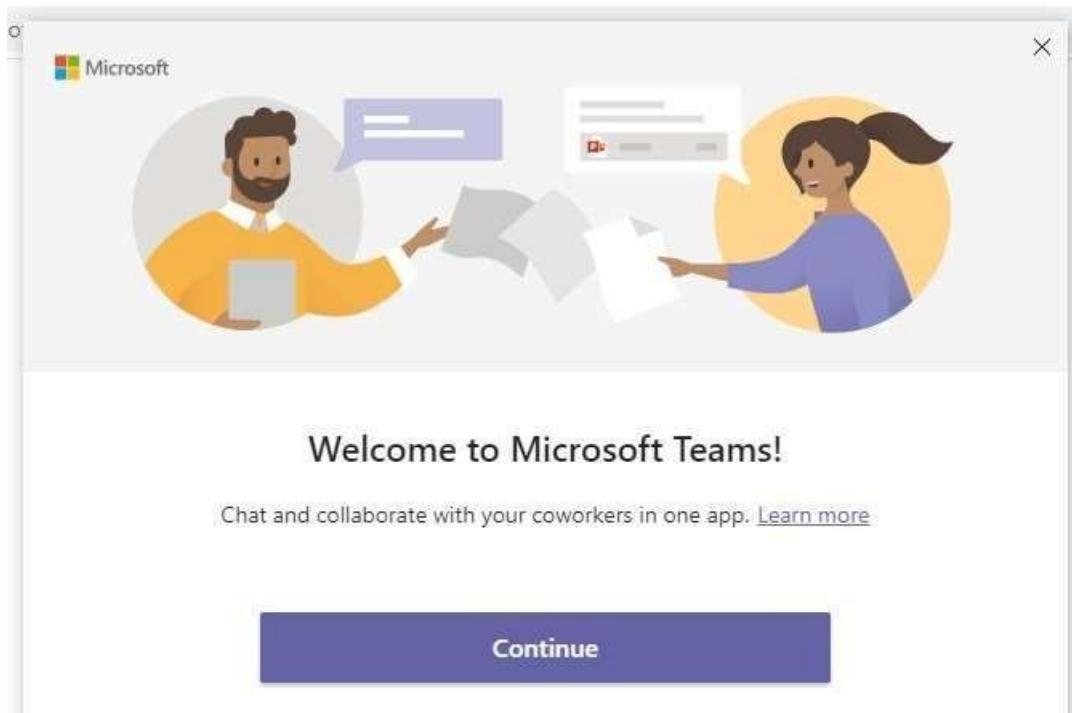 Microsoft
Welcome to Microsoft Teams!
Chat and collaborate with your coworkers in one app. Learn more
Continue